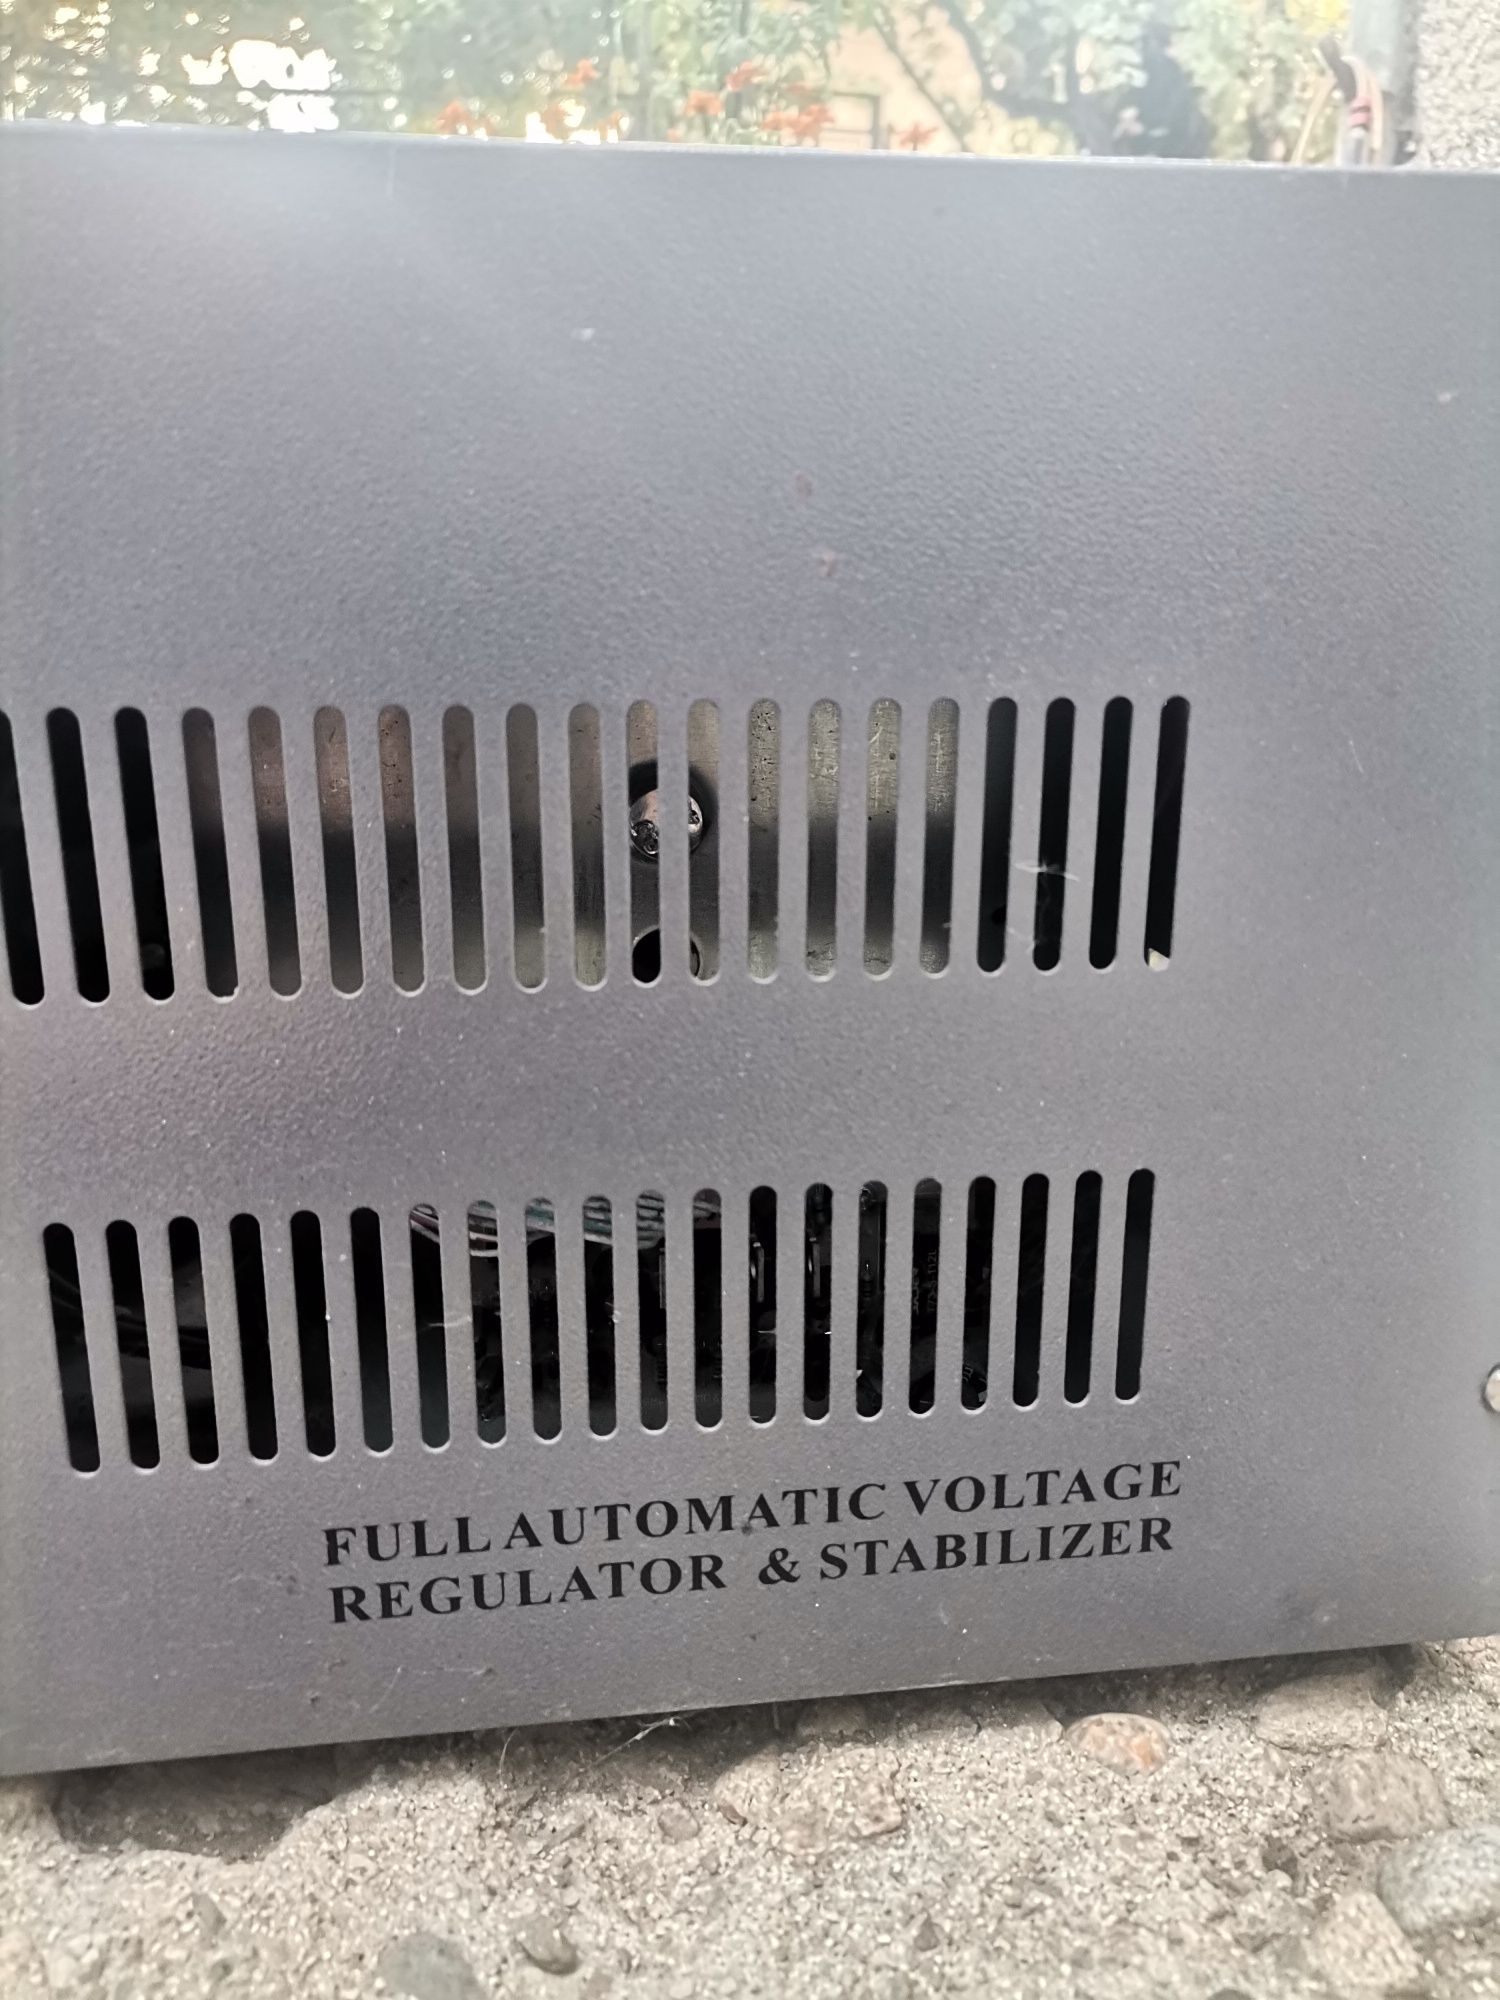 FULL AUTOMATIC VOLTAGE
REGULATOR & STABILIZER